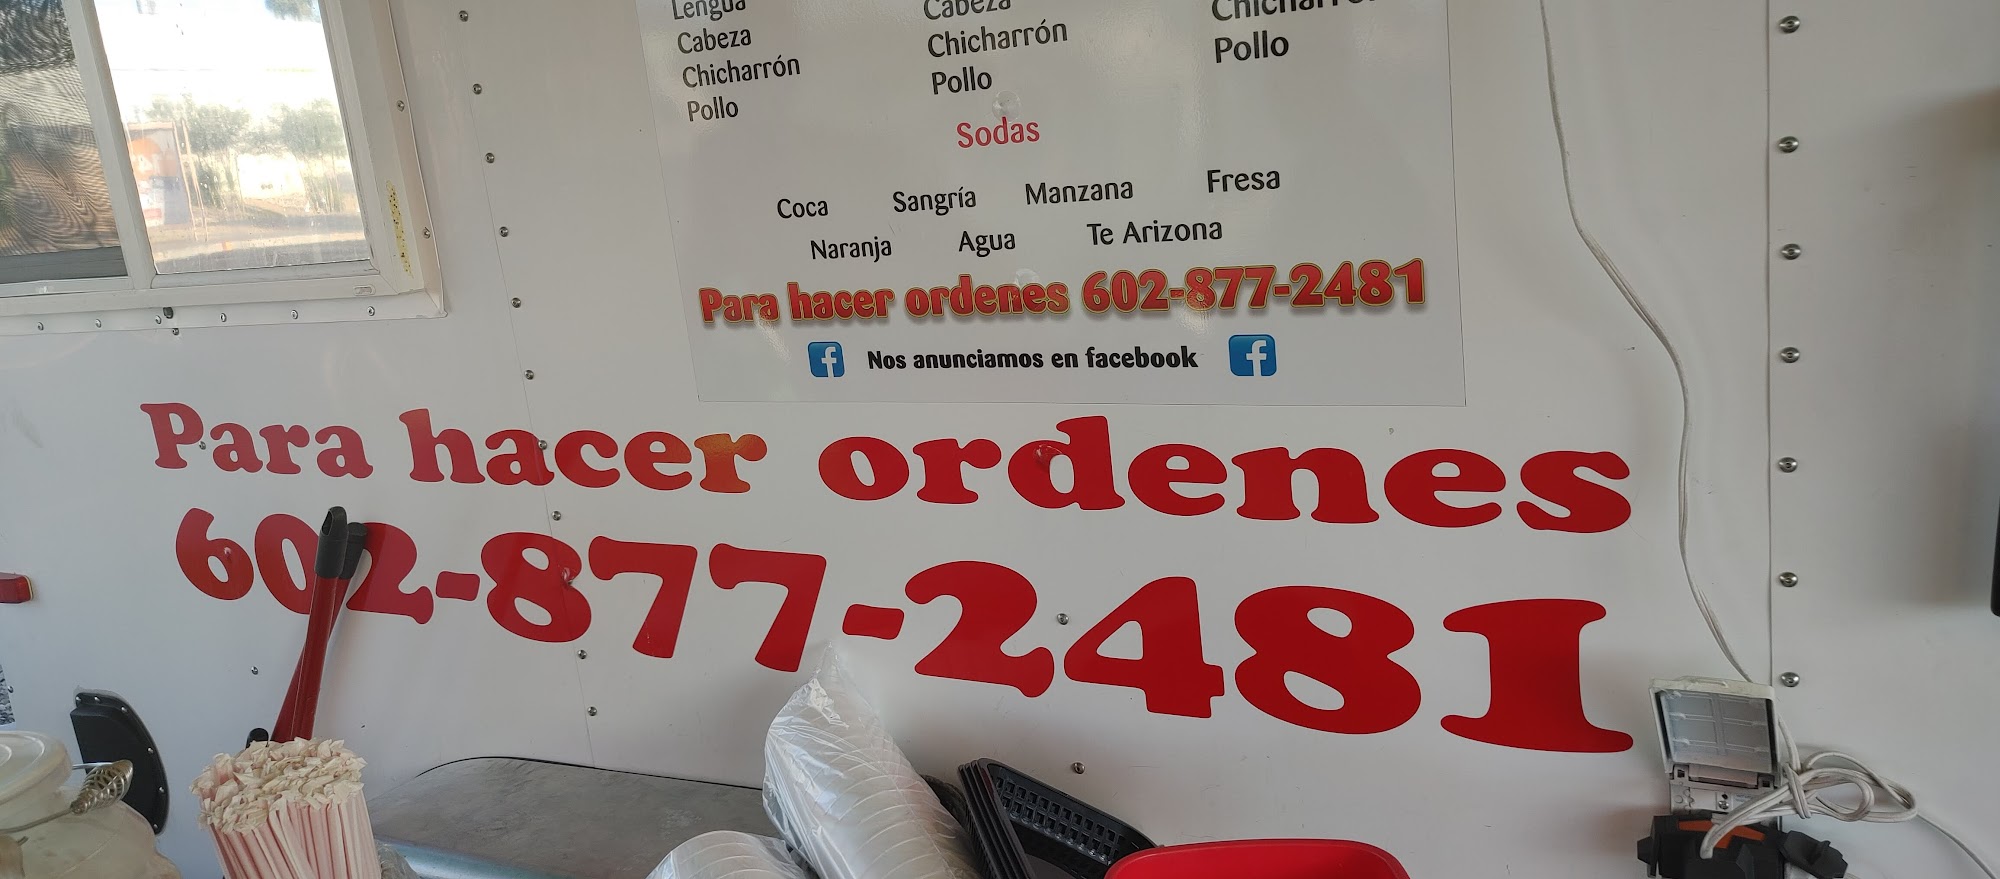 Lengua
Cabeza
Chicharrón
Pollo
Cabeza
Chicharrón
Pollo
Pollo
Sodas
Coca Sangría Manzana Fresa
Naranja Agua Te Arizona
Para hacer ordenes 602-877-2481
f Nos anunciamos en facebook f
Para hacer ordenes
602-877-2481